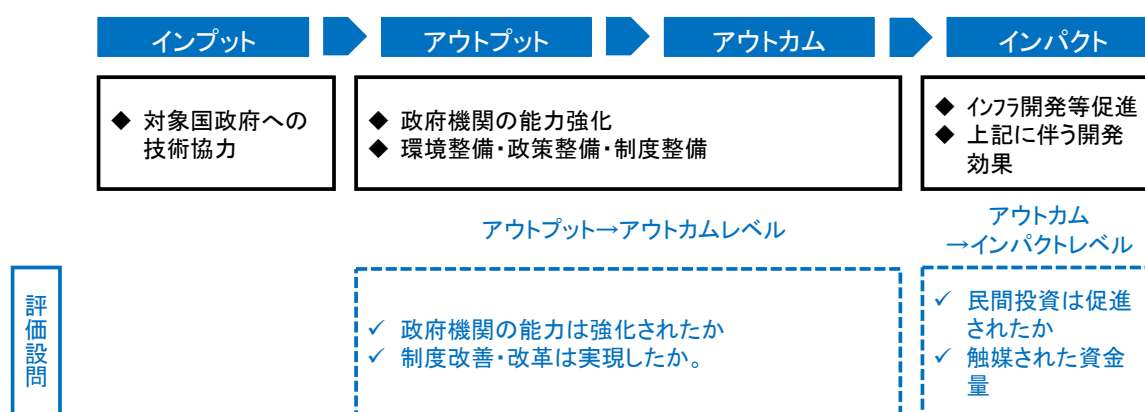 インプット
アウトプット
アウトカム
インパクト
◆ 対象国政府への
技術協力
◆ 政府機関の能力強化
◆ 環境整備・政策整備・制度整備
◆ インフラ開発等促進
◆ 上記に伴う開発
効果
アウトプット→アウトカムレベル
アウトカム
→インパクトレベル
評価設問
✓ 政府機関の能力は強化されたか
✓ 制度改善・改革は実現したか。
✓ 民間投資は促進
されたか
✓ 触媒された資金
量